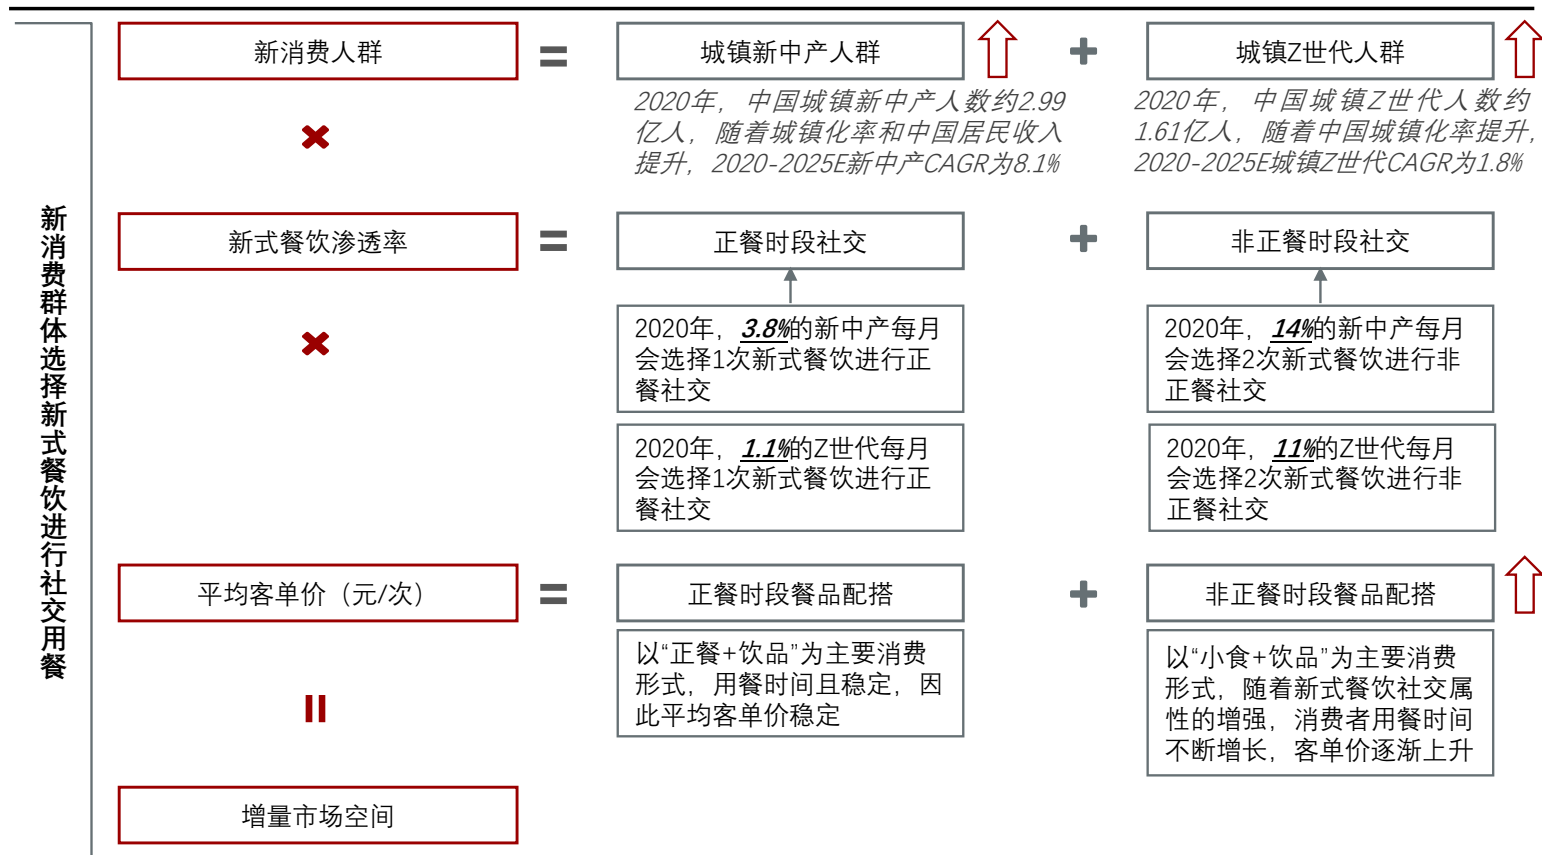 新消费群体选择新式餐饮进行社交用餐
新消费人群
=
城镇新中产人群
+
城镇Z世代人群
2020年，中国城镇新中产人数约2.99
亿人，随着城镇化率和中国居民收入
提升，2020-2025E新中产CAGR为8.1%
2020年，中国城镇Z世代人数约
1.61亿人，随着中国城镇化率提升，
2020-2025E城镇Z世代CAGR为1.8%
×
新式餐饮渗透率
=
正餐时段社交
+
非正餐时段社交
2020年，3.8%的新中产每月
会选择1次新式餐饮进行正
餐社交
2020年，14%的新中产每月
会选择2次新式餐饮进行非
正餐社交
×
2020年，1.1%的Z世代每月
会选择1次新式餐饮进行正
餐社交
2020年，11%的Z世代每月
会选择2次新式餐饮进行非
正餐社交
平均客单价（元/次）
=
正餐时段餐品配搭
+
非正餐时段餐品配搭
以“正餐+饮品”为主要消费
形式，用餐时间且稳定，因
此平均客单价稳定
以“小食+饮品”为主要消费
形式，随着新式餐饮社交属
性的增强，消费者用餐时间
不断增长，客单价逐渐上升
=
增量市场空间